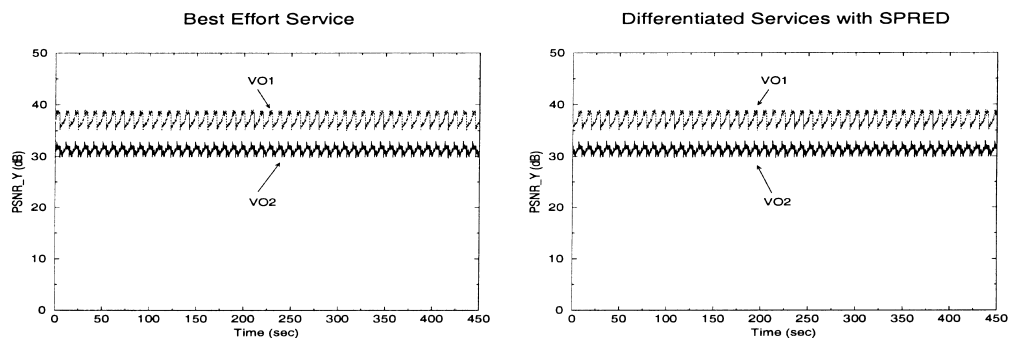 Best Effort Service
50
40
30
20
10
0
PSNR_Y (dB)
VO1
VO2
0 50 100 150 200 250 300 350 400 450
Time (sec)
Differentiated Services with SPRED
50
40
30
20
10
0
PSNR_Y (dB)
VO1
VO2
0 50 100 150 200 250 300 350 400 450
Time (sec)